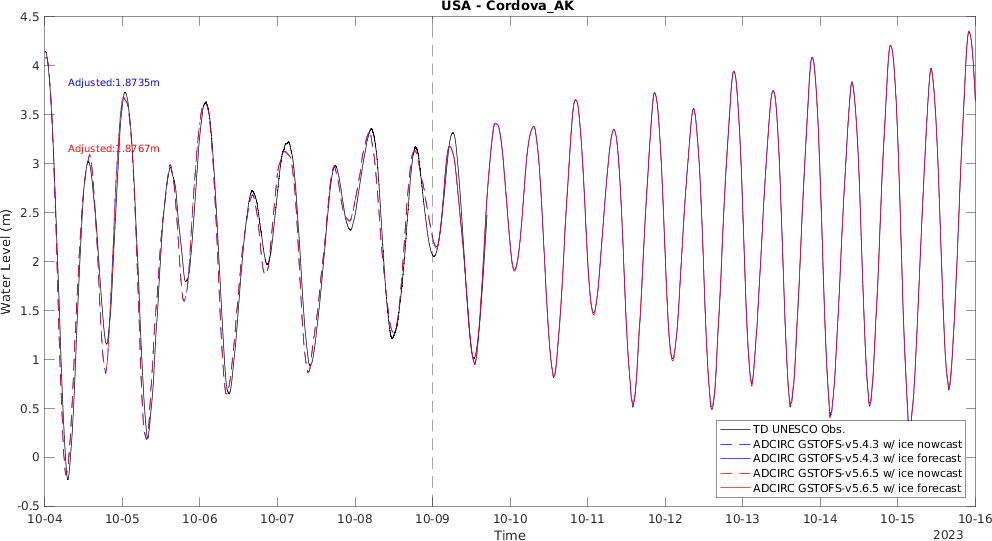 USA - Cordova_AK
4.5
4
3.5
3
2.5
2
1.5
1
0.5
0
-0.5
Water Level (m)
Adjusted:1.8735m
Adjusted:1.8767m
TD UNESCO Obs.
ADCIRC GSTOFS-v5.4.3 w/ ice nowcast
ADCIRC GSTOFS-v5.4.3 w/ ice forecast
ADCIRC GSTOFS-v5.6.5 w/ ice nowcast
ADCIRC GSTOFS-v5.6.5 w/ ice forecast
10-04 10-05 10-06 10-07 10-08 10-09 10-10 10-11 10-12 10-13 10-14 10-15 10-16
Time
2023